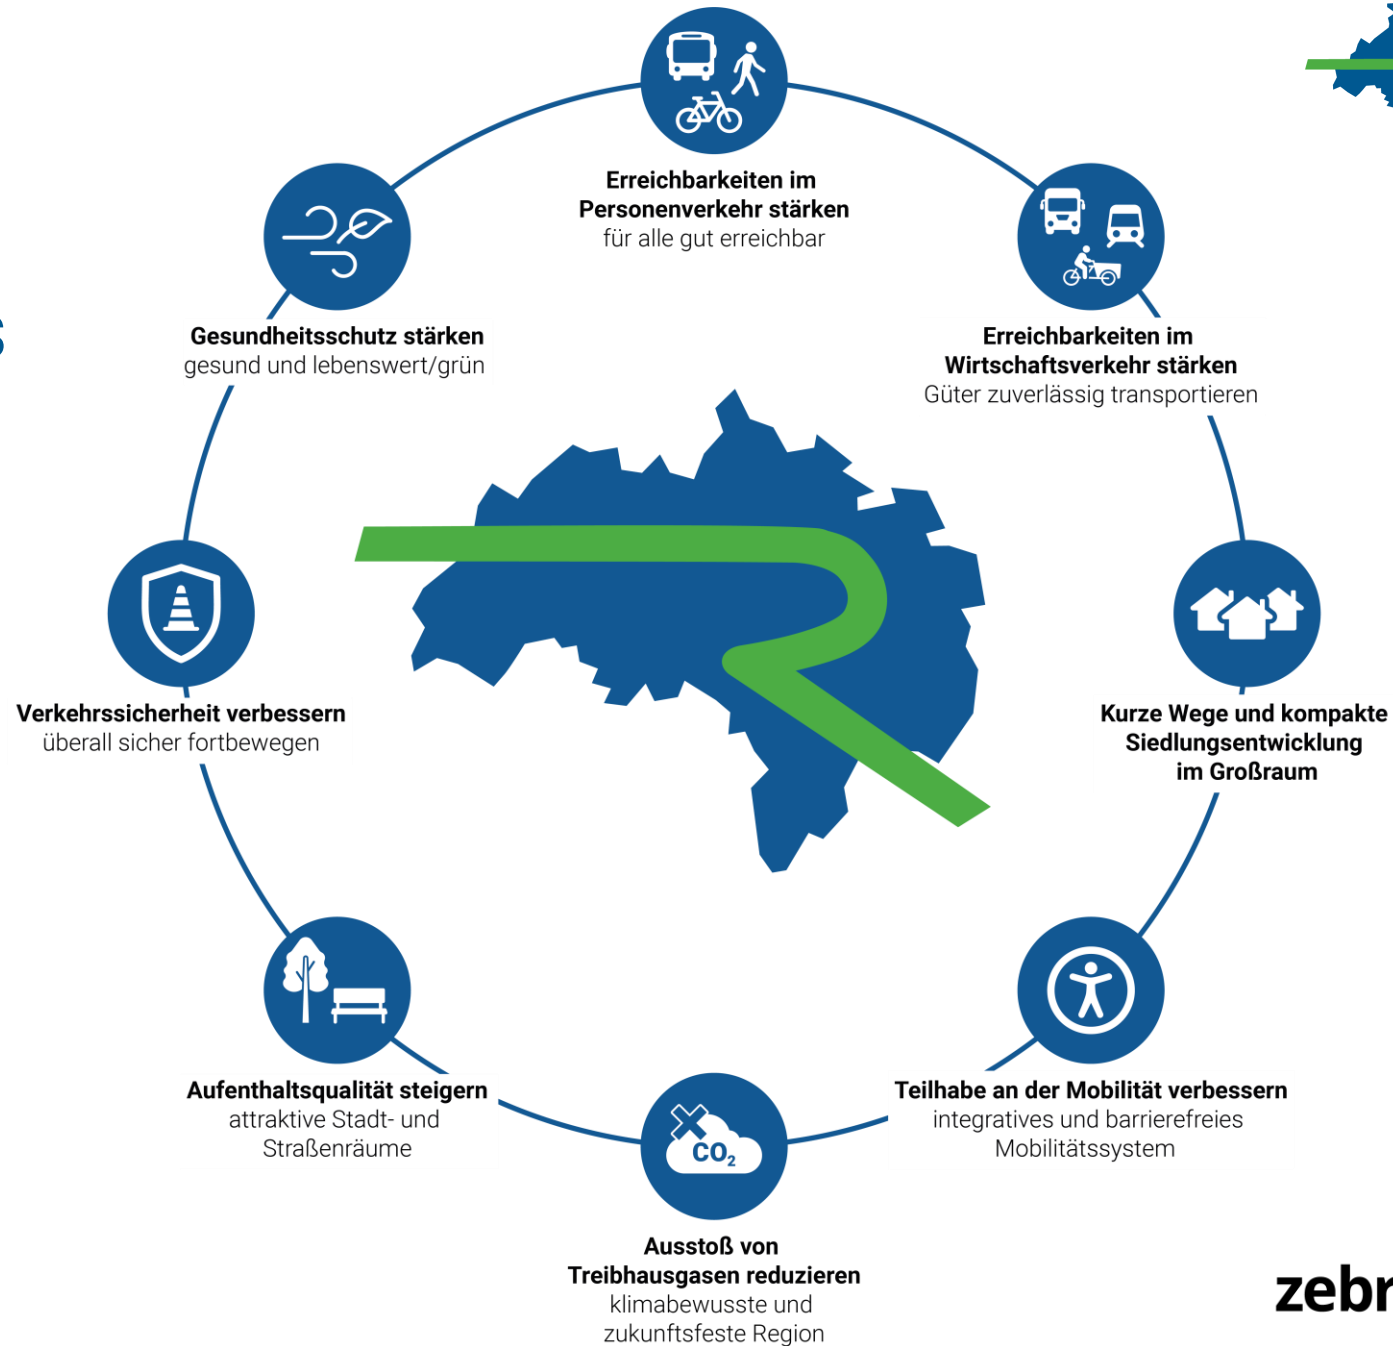 Erreichbarkeiten im
Personenverkehr stärken
für alle gut erreichbar
Erreichbarkeiten im
Wirtschaftsverkehr stärken
Güter zuverlässig transportieren
Kurze Wege und kompakte
Siedlungsentwicklung
im Großraum
Teilhabe an der Mobilität verbessern
integratives und barrierefreies
Mobilitätssystem
CO₂
Ausstoß von
Treibhausgasen reduzieren
klimabewusste und
zukunftsfeste Region
Aufenthaltsqualität steigern
attraktive Stadt- und
Straßenräume
Verkehrssicherheit verbessern
überall sicher fortbewegen
Gesundheitsschutz stärken
gesund und lebenswert/grün
s
zebr